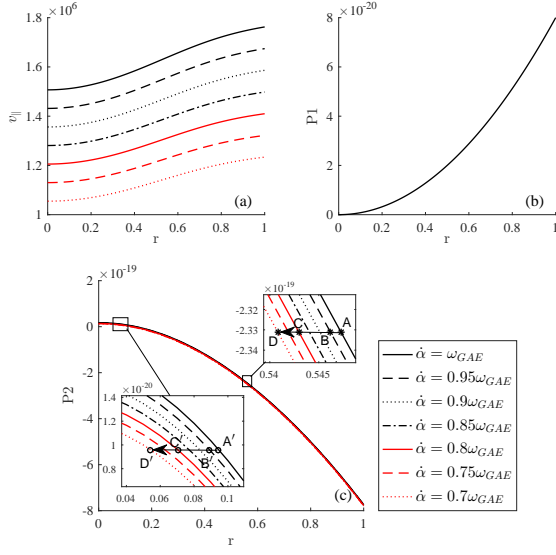 ×10^6
1.8
1.6
1.4
1.2
1
v_∥
0 0.2 0.4 0.6 0.8 1
r
(a)
8 ×10^-20
6
4
2
0
P1
0 0.2 0.4 0.6 0.8 1
r
(b)
2 ×10^-19
0
-2
-4
-6
-8
P2
0 0.2 0.4 0.6 0.8 1
r
(c)
×10^-19
-2.32
-2.33
-2.34
0.54 0.545
D C B A
1.4 ×10^-20
1.2
1
0.8
0.04 0.06 0.08 0.1
D′ C′ B′ A′
α̇ = ω_GAE
α̇ = 0.95ω_GAE
α̇ = 0.9ω_GAE
α̇ = 0.85ω_GAE
α̇ = 0.8ω_GAE
α̇ = 0.75ω_GAE
α̇ = 0.7ω_GAE